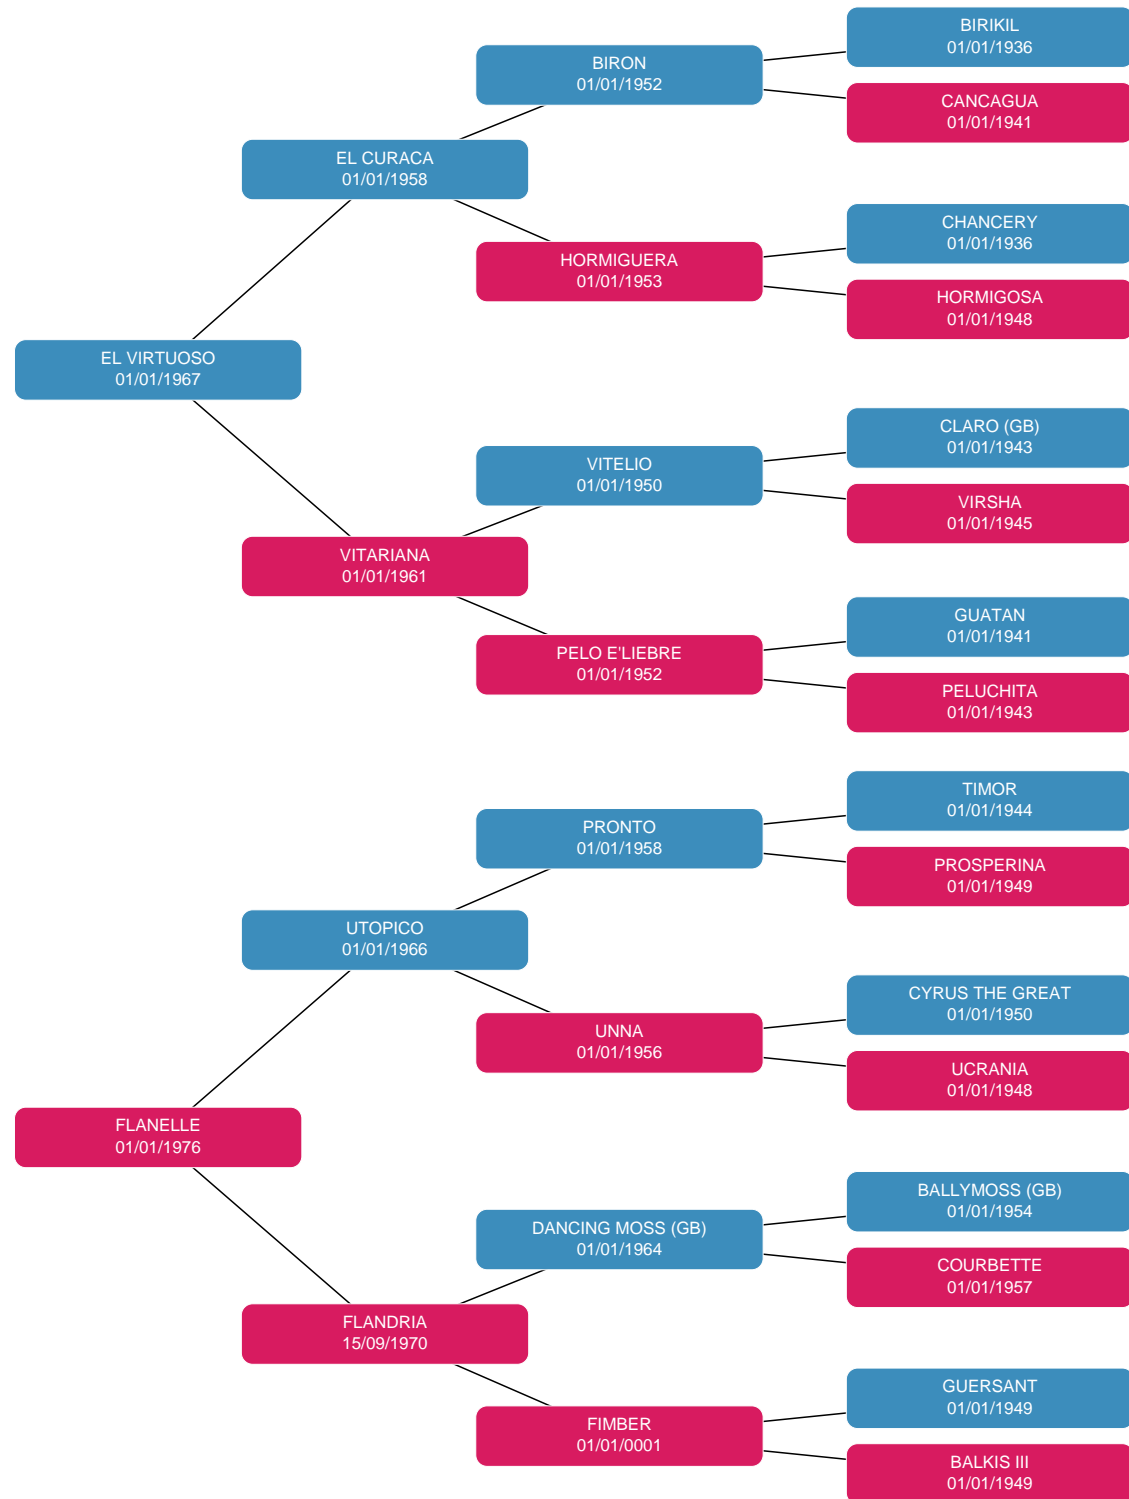 BIRIKIL
01/01/1936
BIRON
01/01/1952
CANCAGUA
01/01/1941
EL CURACA
01/01/1958
CHANCERY
01/01/1936
HORMIGUERA
01/01/1953
HORMIGOSA
01/01/1948
EL VIRTUOSO
01/01/1967
CLARO (GB)
01/01/1943
VITELIO
01/01/1950
VIRSHA
01/01/1945
VITARIANA
01/01/1961
GUATAN
01/01/1941
PELO E'LIEBRE
01/01/1952
PELUCHITA
01/01/1943
TIMOR
01/01/1944
PRONTO
01/01/1958
PROSPERINA
01/01/1949
UTOPICO
01/01/1966
CYRUS THE GREAT
01/01/1950
UNNA
01/01/1956
UCRANIA
01/01/1948
FLANELLE
01/01/1976
BALLYMOSS (GB)
01/01/1954
DANCING MOSS (GB)
01/01/1964
COURBETTE
01/01/1957
FLANDRIA
15/09/1970
GUERSANT
01/01/1949
FIMBER
01/01/0001
BALKIS III
01/01/1949